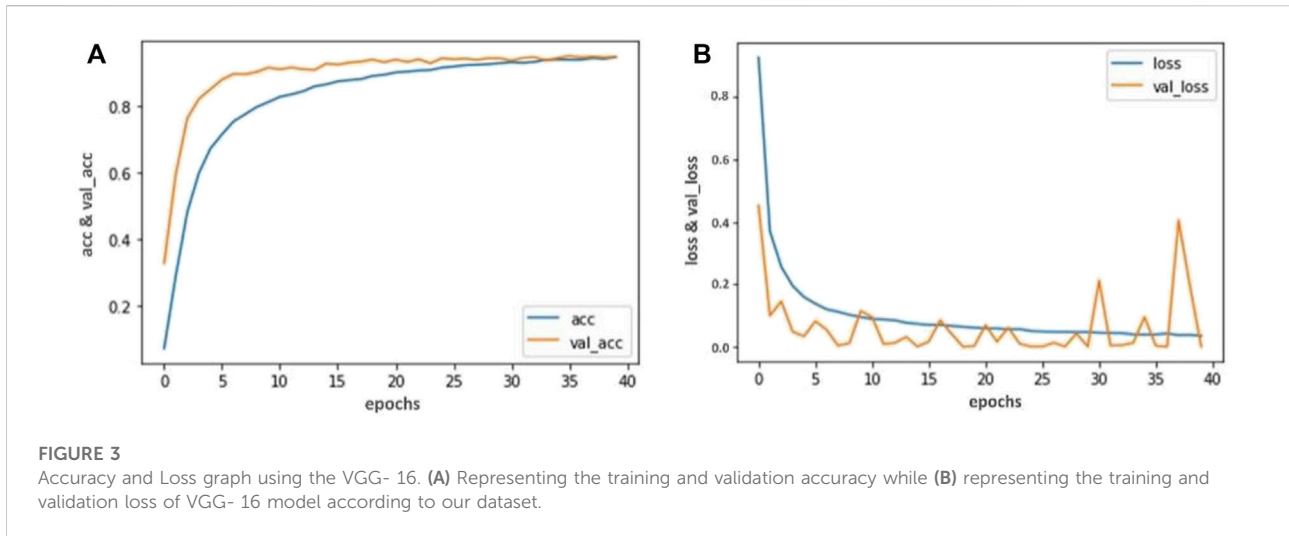 A
acc & val_acc
0.8
0.6
0.4
0.2
acc
val_acc
0 5 10 15 20 25 30 35 40
epochs
B
loss & val_loss
loss
val_loss
0.8
0.6
0.4
0.2
0.0
0 5 10 15 20 25 30 35 40
epochs
FIGURE 3
Accuracy and Loss graph using the VGG- 16. (A) Representing the training and validation accuracy while (B) representing the training and
validation loss of VGG- 16 model according to our dataset.